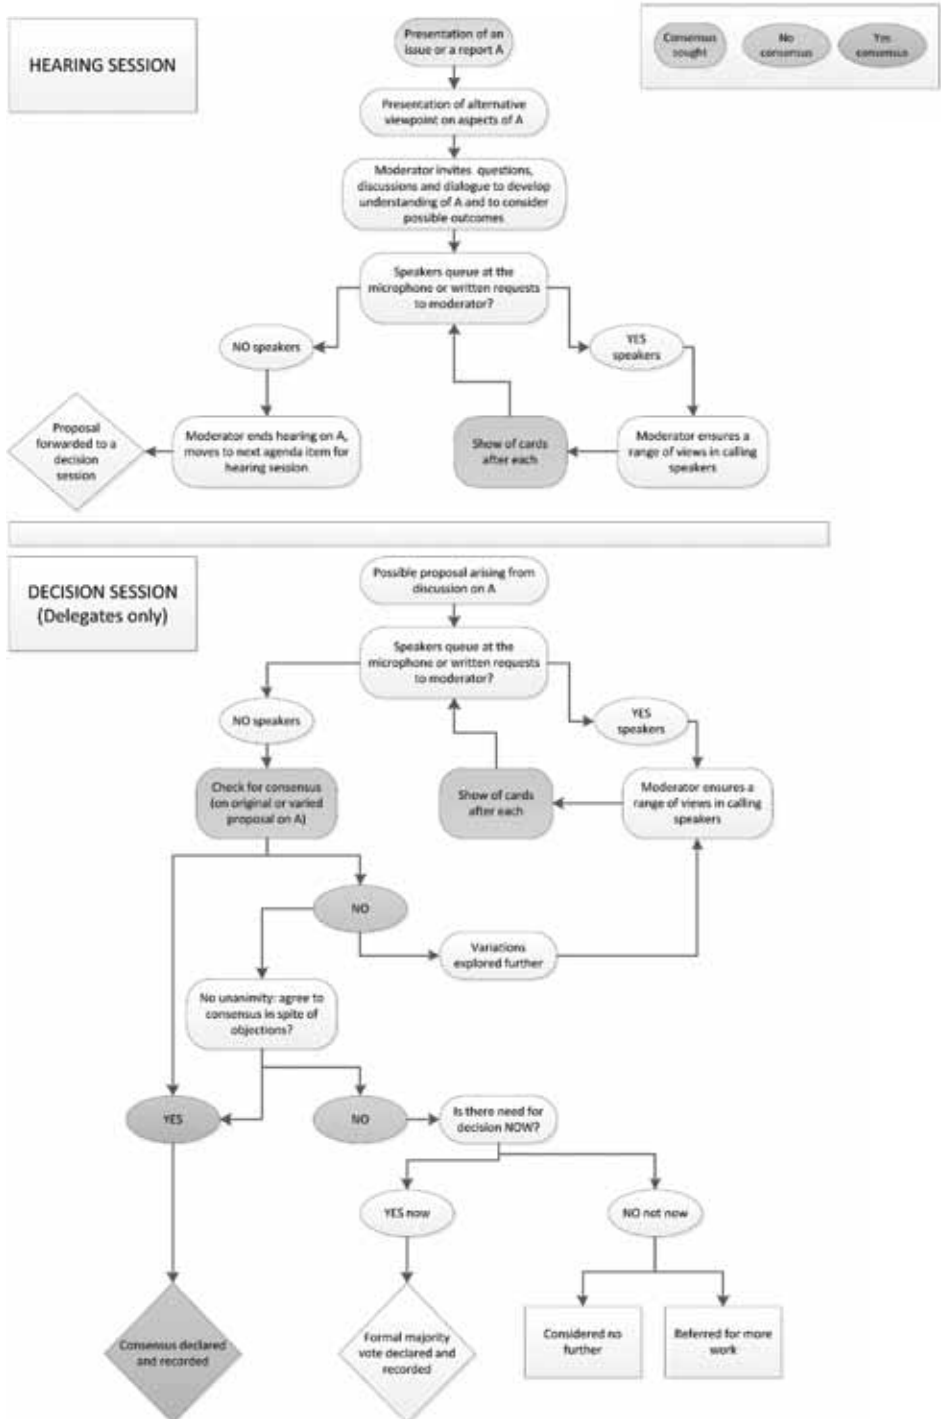 HEARING SESSION
Presentation of an
issue or a report A
Consensus
sought
No
consensus
Yes
consensus
Presentation of alternative
viewpoint on aspects of A
Moderator invites questions,
discussions and dialogue to develop
understanding of A and to consider
possible outcomes
Speakers queue at the
microphone or written requests
to moderator?
NO speakers
YES
speakers
Proposal
forwarded to a
decision
session
Moderator ends hearing on A,
moves to next agenda item for
hearing session
Show of cards
after each
Moderator ensures a
range of views in calling
speakers
DECISION SESSION
(Delegates only)
Possible proposal arising from
discussion on A
Speakers queue at the
microphone or written requests
to moderator?
NO speakers
YES
speakers
Check for consensus
(on original or varied
proposal on A)
Show of cards
after each
Moderator ensures a
range of views in calling
speakers
NO
Variations
explored further
No unanimity: agree to
consensus in spite of
objections?
YES
NO
Is there need for
decision NOW?
YES now
NO not now
Consensus declared
and recorded
Formal majority
vote declared and
recorded
Considered no
further
Referred for more
work